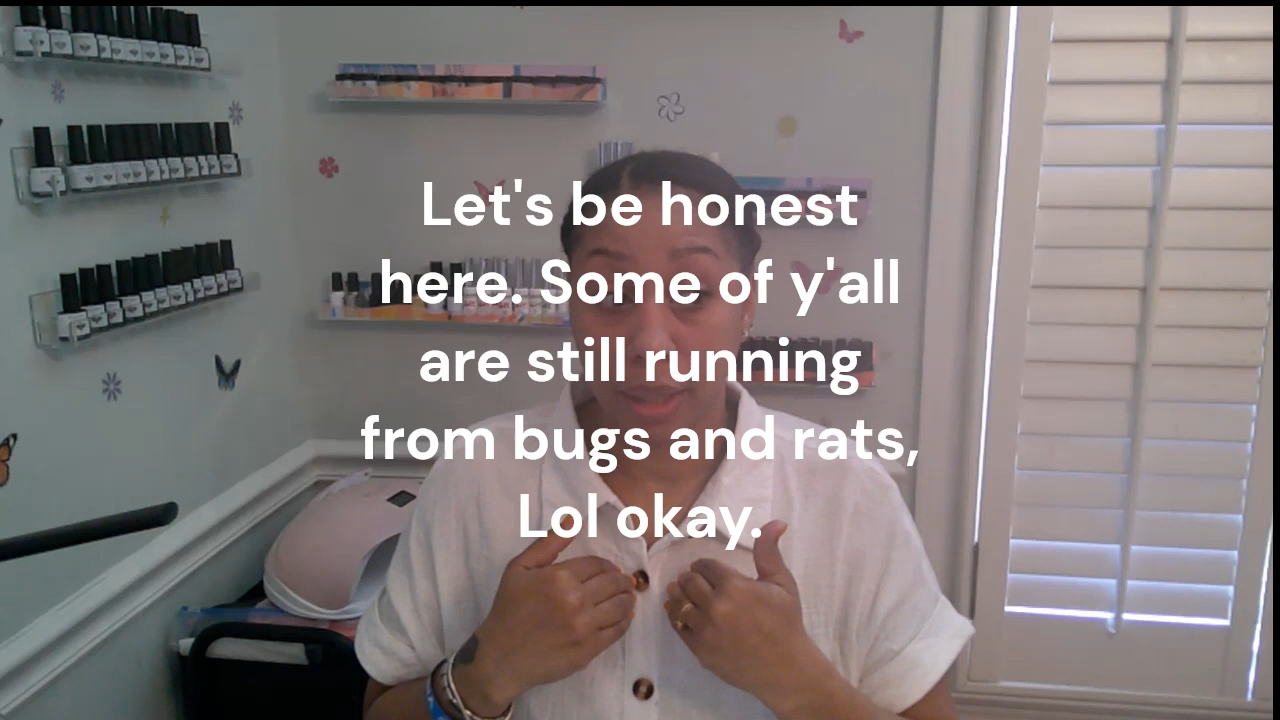 Let's be honest
here. Some of y'all
are still running
from bugs and rats,
Lol okay.